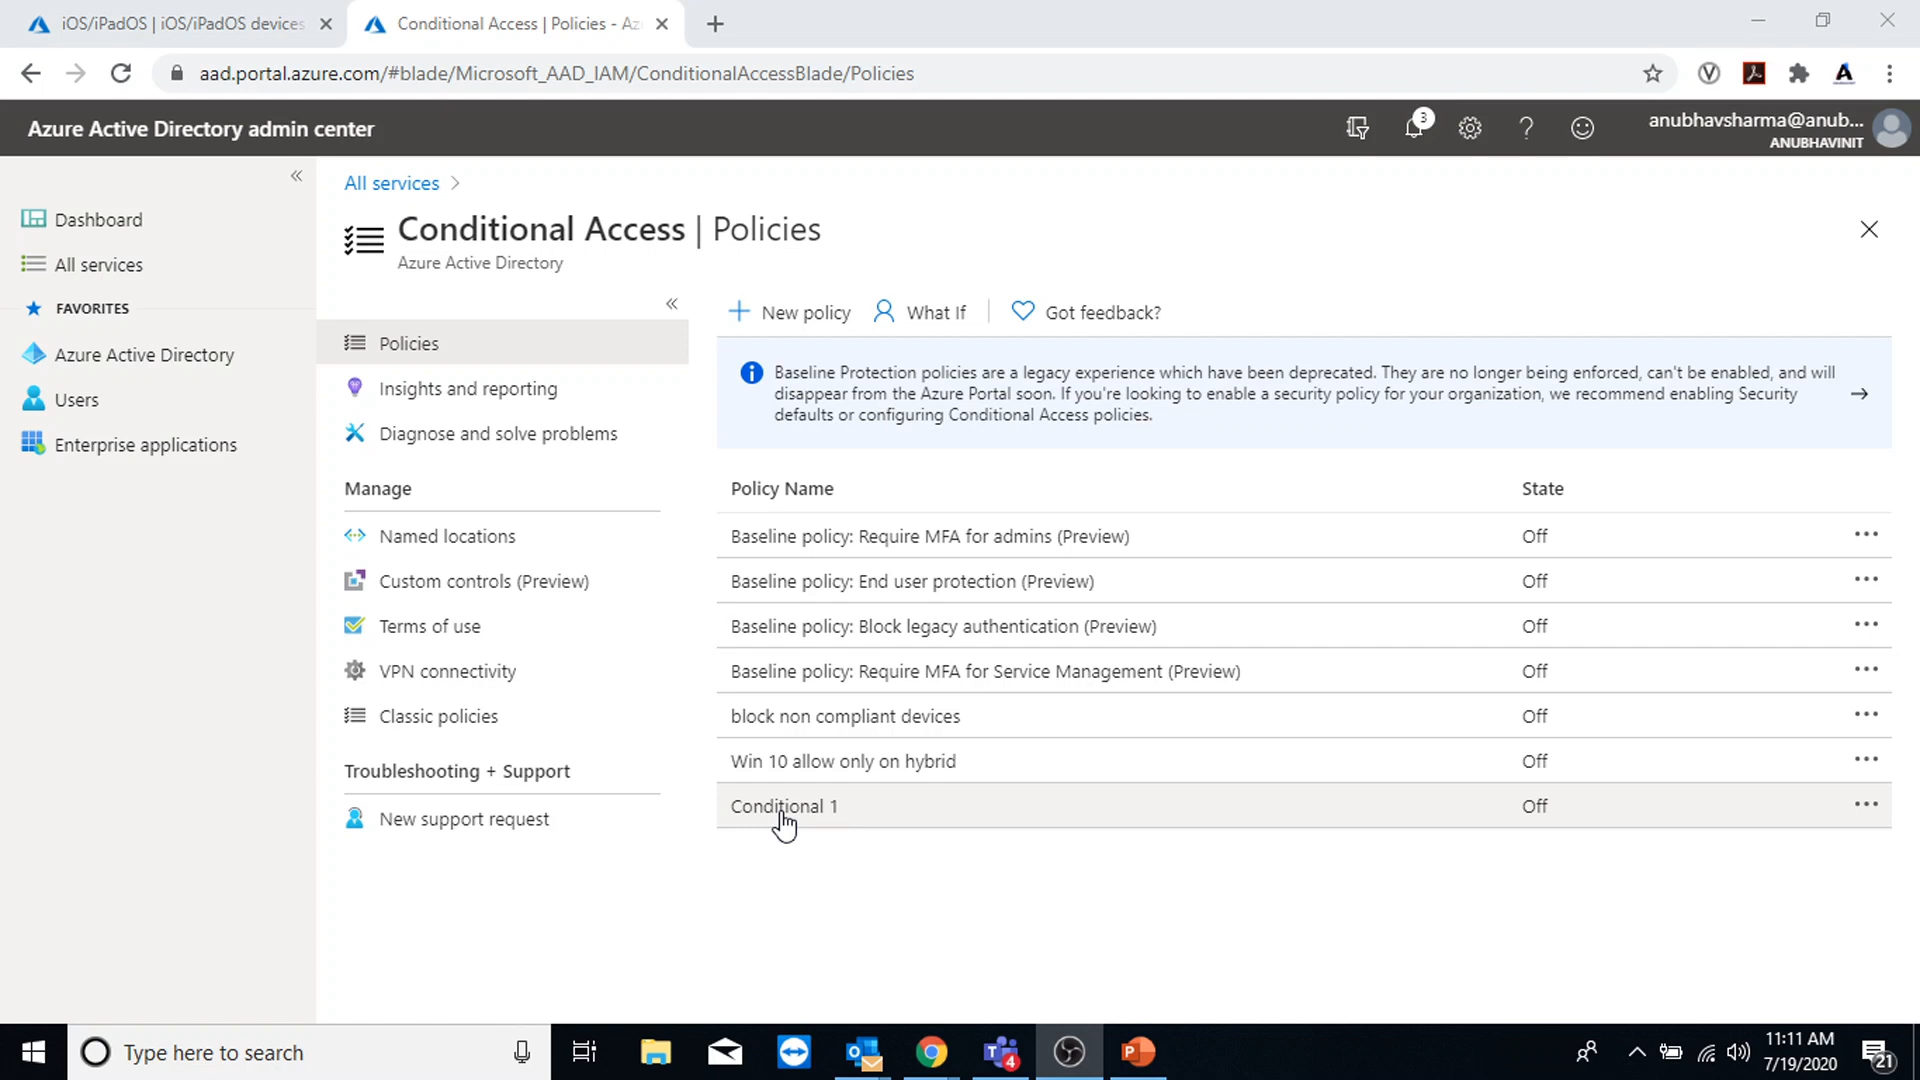 iOS/iPadOS | iOS/iPadOS devices
Conditional Access | Policies - Az
aad.portal.azure.com/#blade/Microsoft_AAD_IAM/ConditionalAccessBlade/Policies
Azure Active Directory admin center
3
anubhavsharma@anub...
ANUBHAVINIT
All services
Conditional Access | Policies
Azure Active Directory
Dashboard
All services
FAVORITES
Azure Active Directory
Users
Enterprise applications
Policies
Insights and reporting
Diagnose and solve problems
Manage
Named locations
Custom controls (Preview)
Terms of use
VPN connectivity
Classic policies
Troubleshooting + Support
New support request
New policy
What If
Got feedback?
Baseline Protection policies are a legacy experience which have been deprecated. They are no longer being enforced, can't be enabled, and will
disappear from the Azure Portal soon. If you're looking to enable a security policy for your organization, we recommend enabling Security
defaults or configuring Conditional Access policies.
Policy Name State
Baseline policy: Require MFA for admins (Preview) Off
Baseline policy: End user protection (Preview) Off
Baseline policy: Block legacy authentication (Preview) Off
Baseline policy: Require MFA for Service Management (Preview) Off
block non compliant devices Off
Win 10 allow only on hybrid Off
Conditional 1 Off
Type here to search
4
11:11 AM
7/19/2020
21